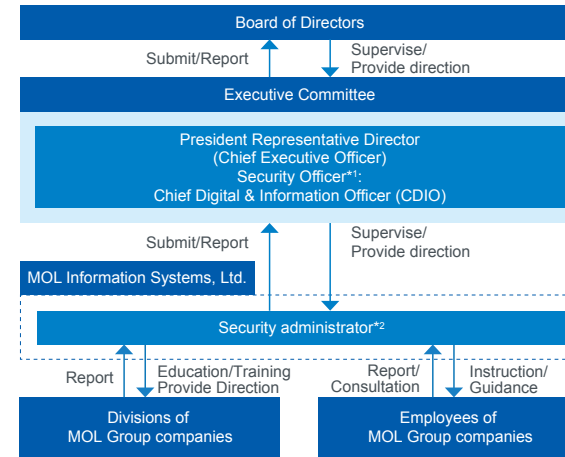 Board of Directors
Submit/Report
Supervise/
Provide direction
Executive Committee
President Representative Director
(Chief Executive Officer)
Security Officer*1:
Chief Digital & Information Officer (CDIO)
Submit/Report
Supervise/
Provide direction
MOL Information Systems, Ltd.
Security administrator*2
Report
Education/Training
Provide Direction
Report/
Consultation
Instruction/
Guidance
Divisions of
MOL Group companies
Employees of
MOL Group companies